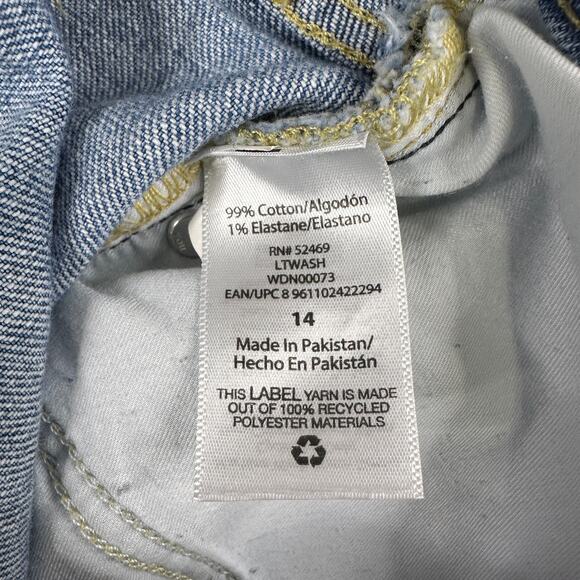 99% Cotton/Algodón
1% Elastane/Elastano
RN# 52469
LTWASH
WDN00073
EAN/UPC 8 961102422294
14
Made In Pakistan/
Hecho En Pakistán
THIS LABEL YARN IS MADE
OUT OF 100% RECYCLED
POLYESTER MATERIALS